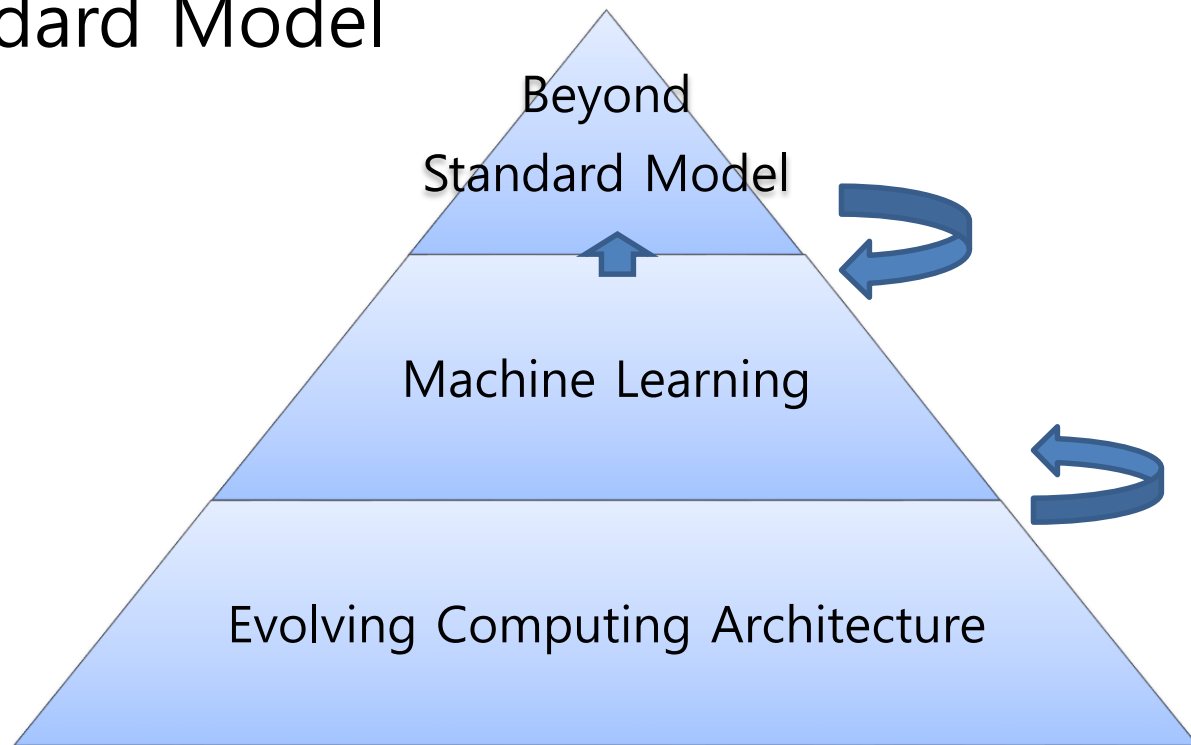 dard Model
Beyond
Standard Model
Machine Learning
Evolving Computing Architecture